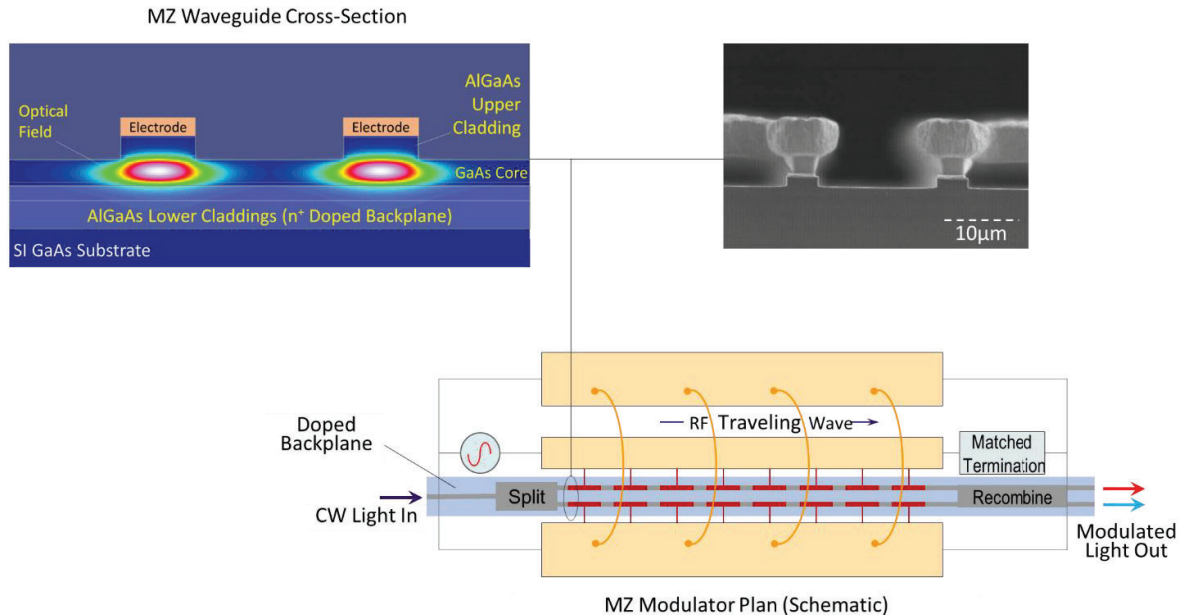 MZ Waveguide Cross-Section
Optical
Field
Electrode
Electrode
AlGaAs
Upper
Cladding
GaAs Core
AlGaAs Lower Claddings (n⁺ Doped Backplane)
SI GaAs Substrate
10µm
Doped
Backplane
RF Traveling Wave
Matched
Termination
Split
Recombine
CW Light In
Modulated
Light Out
MZ Modulator Plan (Schematic)